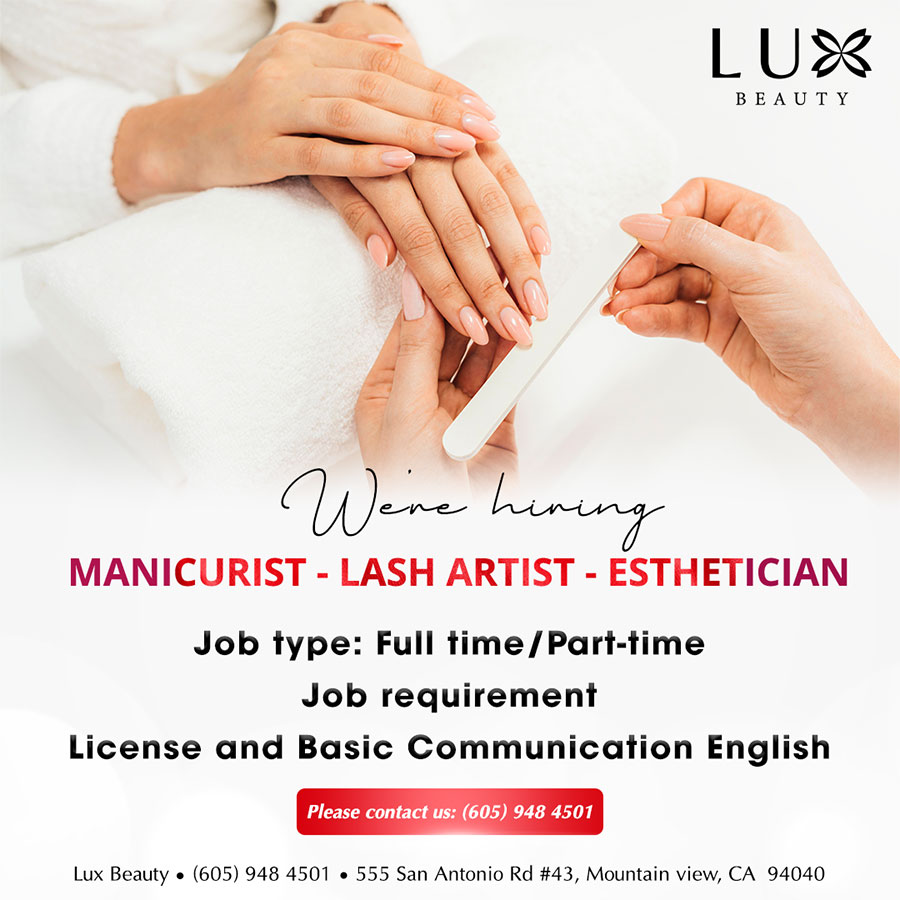 LUX
BEAUTY
We're hiring
MANICURIST - LASH ARTIST - ESTHETICIAN
Job type: Full time/Part-time
Job requirement
License and Basic Communication English
Please contact us: (605) 948 4501
Lux Beauty • (605) 948 4501 • 555 San Antonio Rd #43, Mountain view, CA 94040